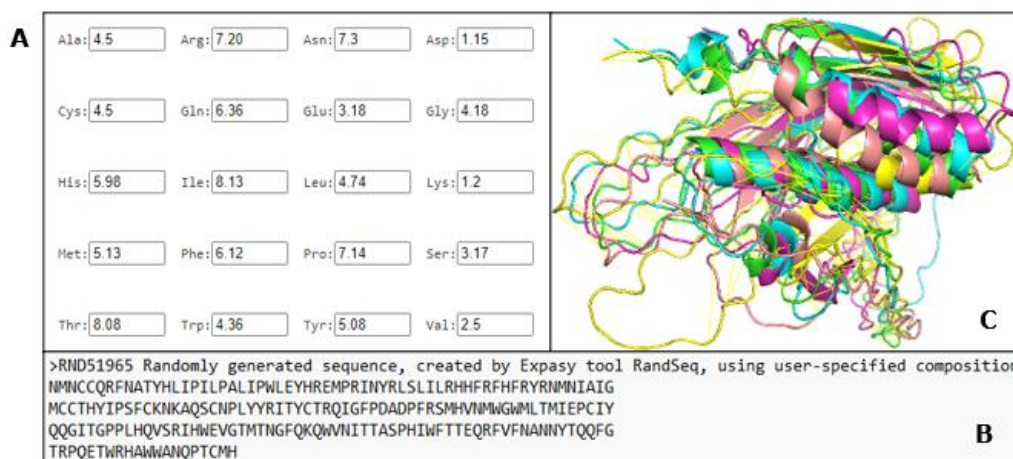 A
Ala: 4.5 Arg: 7.20 Asn: 7.3 Asp: 1.15
Cys: 4.5 Gln: 6.36 Glu: 3.18 Gly: 4.18
His: 5.98 Ile: 8.13 Leu: 4.74 Lys: 1.2
Met: 5.13 Phe: 6.12 Pro: 7.14 Ser: 3.17
Thr: 8.08 Trp: 4.36 Tyr: 5.08 Val: 2.5
C
>RND51965 Randomly generated sequence, created by Expasy tool RandSeq, using user-specified composition
NMNCCQRFNATYHLIPILPALIPWLEYHREMPRINYRLSLILRHHFRFHFRYRNMNIAIG
MCCTHYIPSFCKNKAQSCNPLYYRITYCTRQIGFPDADPFRSMHVNMWGWMLTMIEPCIY
QQGITGPPLHQVSRIHWEVGTMTNGFQKQWVNITTASPHIWFTTEQRFVFNANNYTQQFG
TRPQETWRHAWWANQPTCMH
B